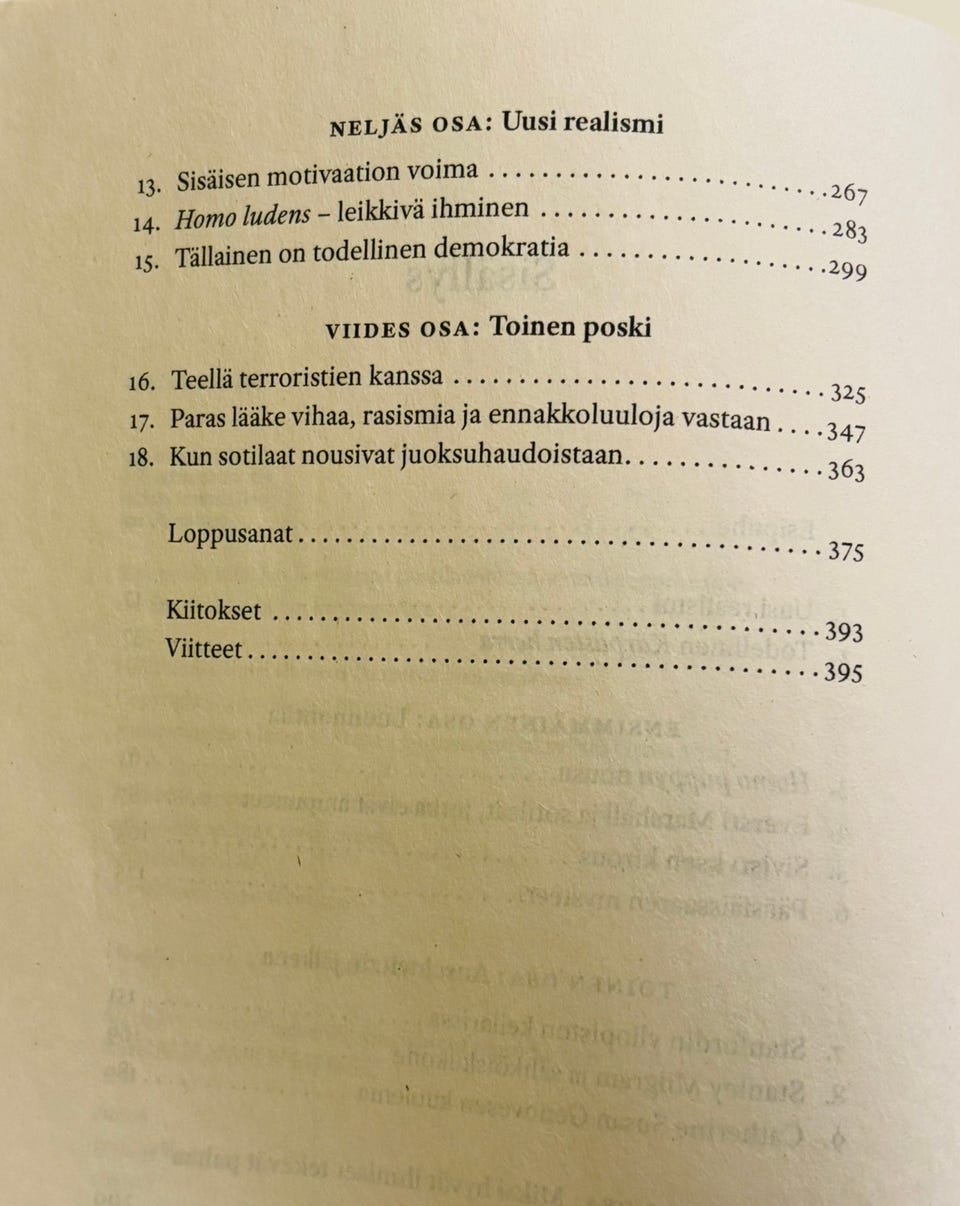 NELJÄS OSA: Uusi realismi
13. Sisäisen motivaation voima ........................267
14. Homo ludens – leikkivä ihminen ......................283
15. Tällainen on todellinen demokratia ...................299
VIIDES OSA: Toinen poski
16. Teellä terroristien kanssa .............................325
17. Paras lääke vihaa, rasismia ja ennakkoluuloja vastaan ....347
18. Kun sotilaat nousivat juoksuhaudoistaan................363
Loppusanat.........................................375
Kiitokset ...........................................393
Viitteet.............................................395